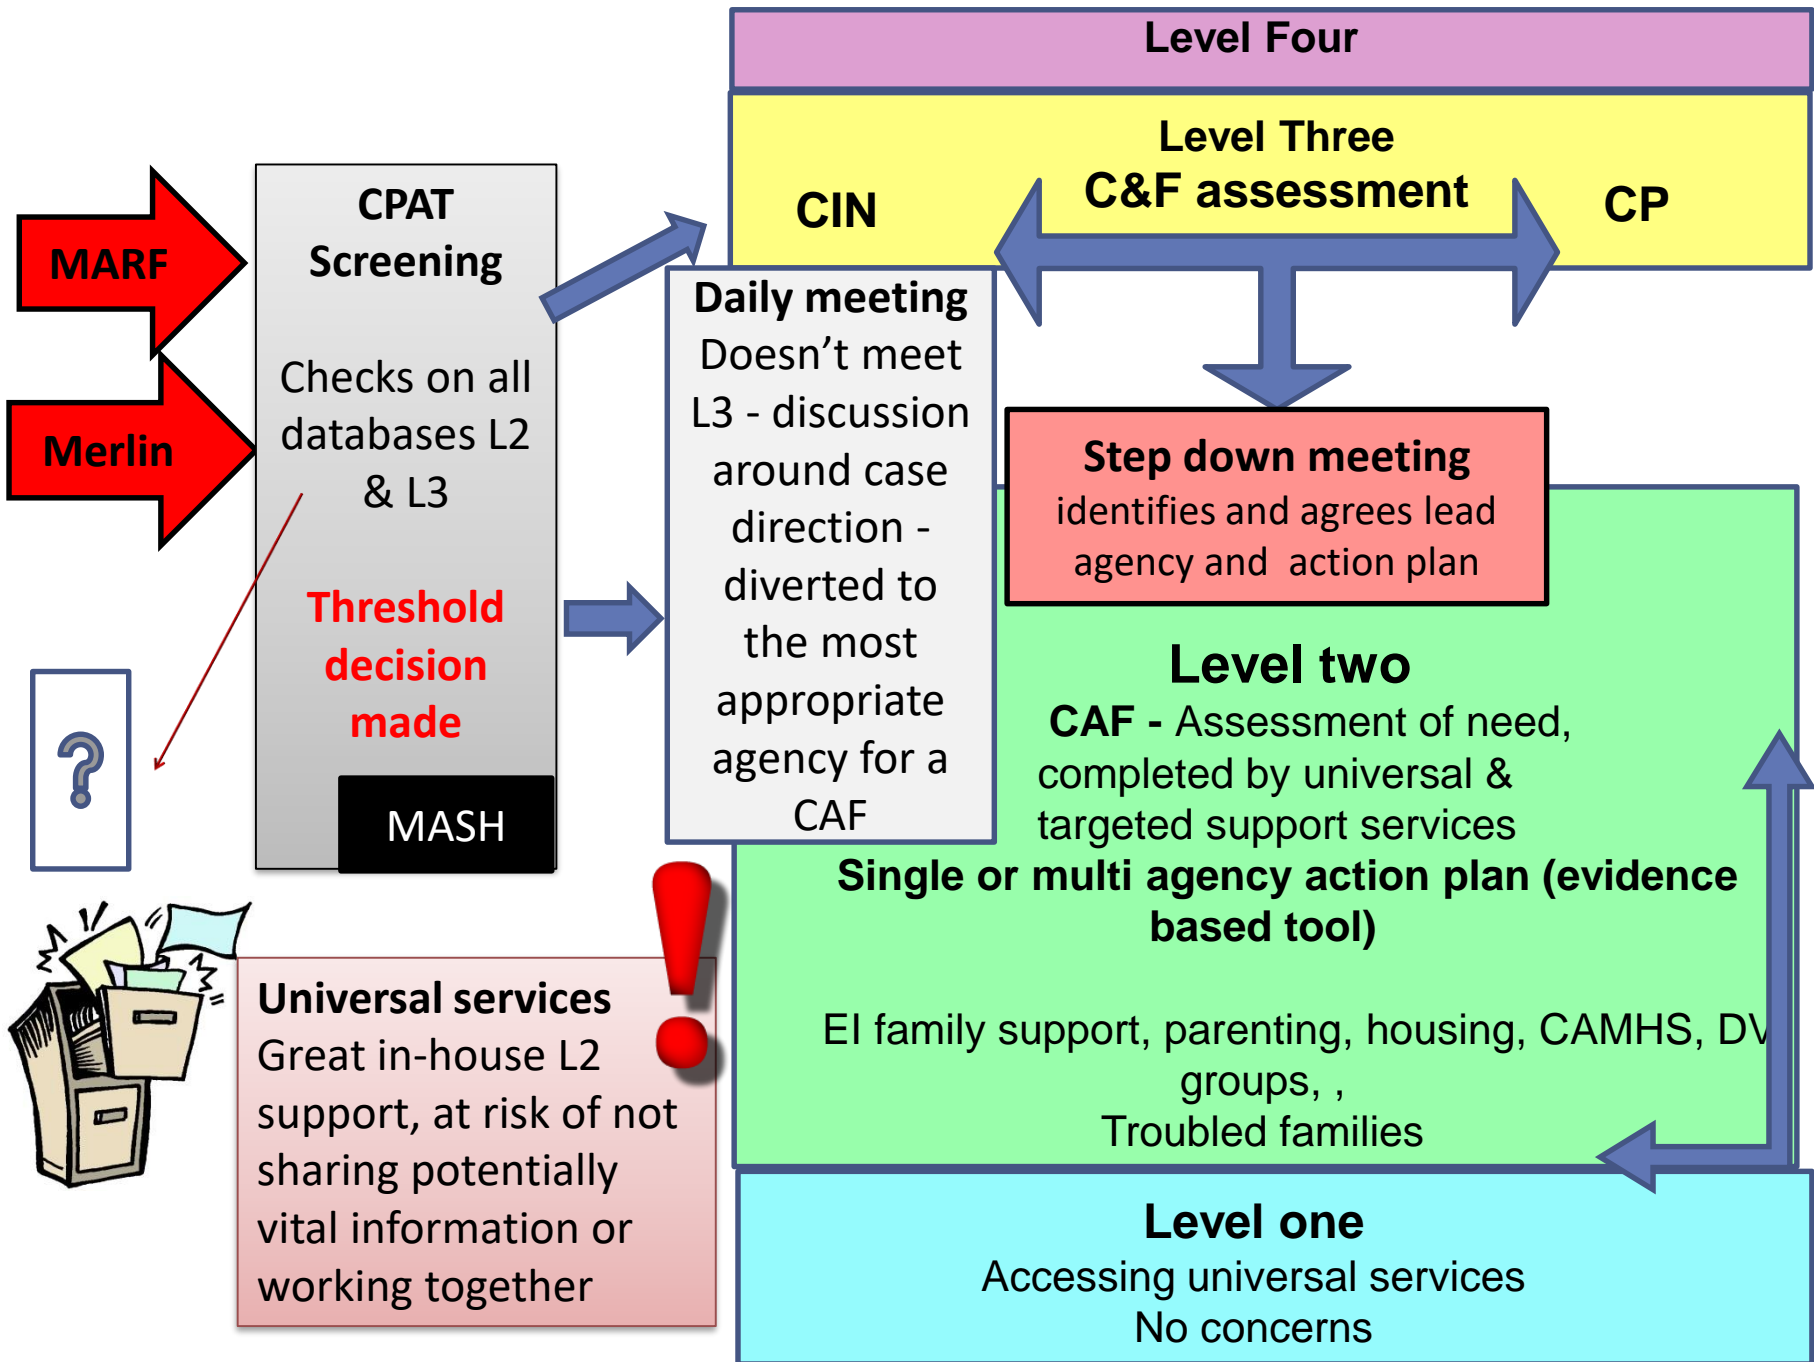 Level Four
Level Three
C&F assessment
CIN
CP
MARF
Merlin
CPAT
Screening
Checks on all
databases L2
& L3
Threshold
decision
made
MASH
?
Daily meeting
Doesn’t meet
L3 - discussion
around case
direction -
diverted to
the most
appropriate
agency for a
CAF
Step down meeting
identifies and agrees lead
agency and action plan
Level two
CAF - Assessment of need,
completed by universal &
targeted support services
Single or multi agency action plan (evidence
based tool)
EI family support, parenting, housing, CAMHS, DV
groups, ,
Troubled families
!
Universal services
Great in-house L2
support, at risk of not
sharing potentially
vital information or
working together
Level one
Accessing universal services
No concerns